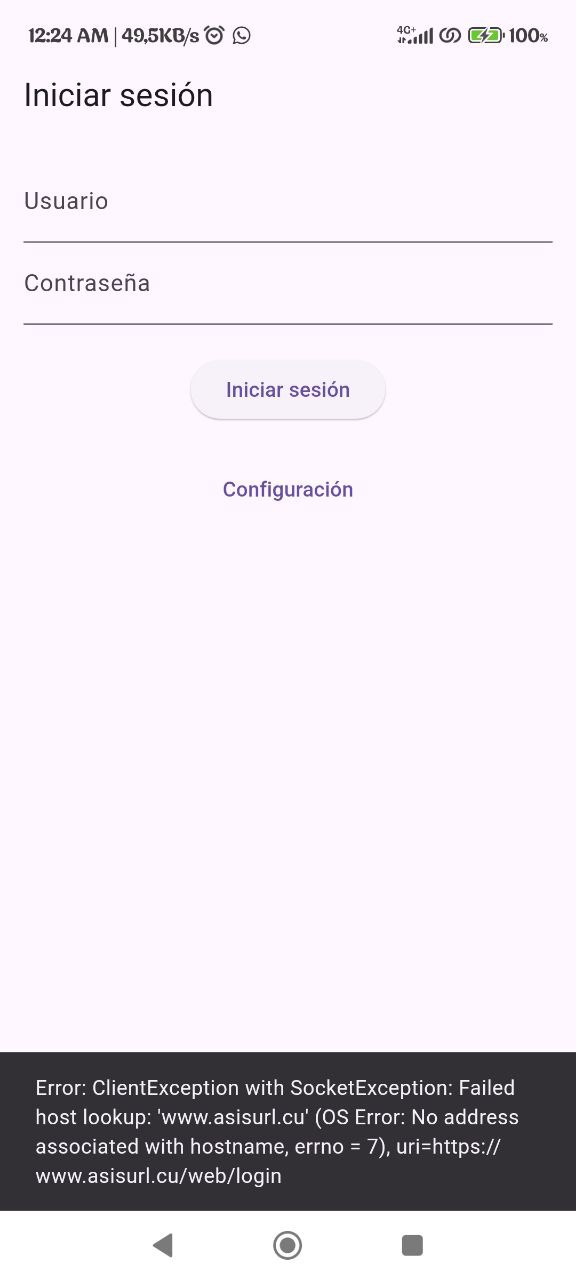 12:24 AM | 49,5KB/s 4G+ 100%
Iniciar sesión
Usuario
Contraseña
Iniciar sesión
Configuración
Error: ClientException with SocketException: Failed
host lookup: 'www.asisurl.cu' (OS Error: No address
associated with hostname, errno = 7), uri=https://
www.asisurl.cu/web/login